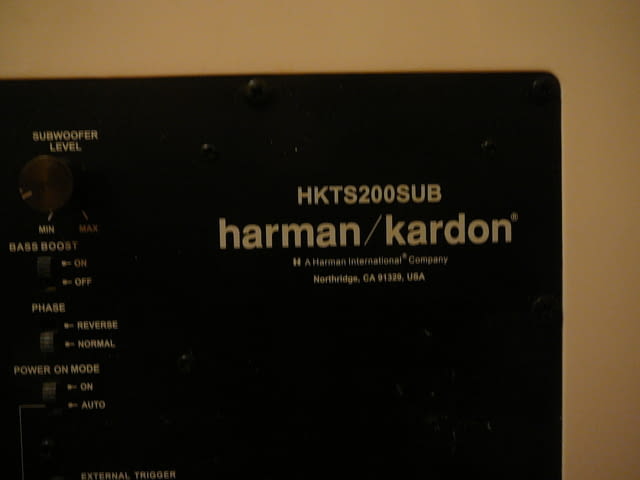 SUBWOOFER
LEVEL
MIN MAX
BASS BOOST
ON
OFF
PHASE
REVERSE
NORMAL
POWER ON MODE
ON
AUTO
EXTERNAL TRIGGER
HKTS200SUB
harman/kardon®
H A Harman International® Company
Northridge, CA 91329, USA